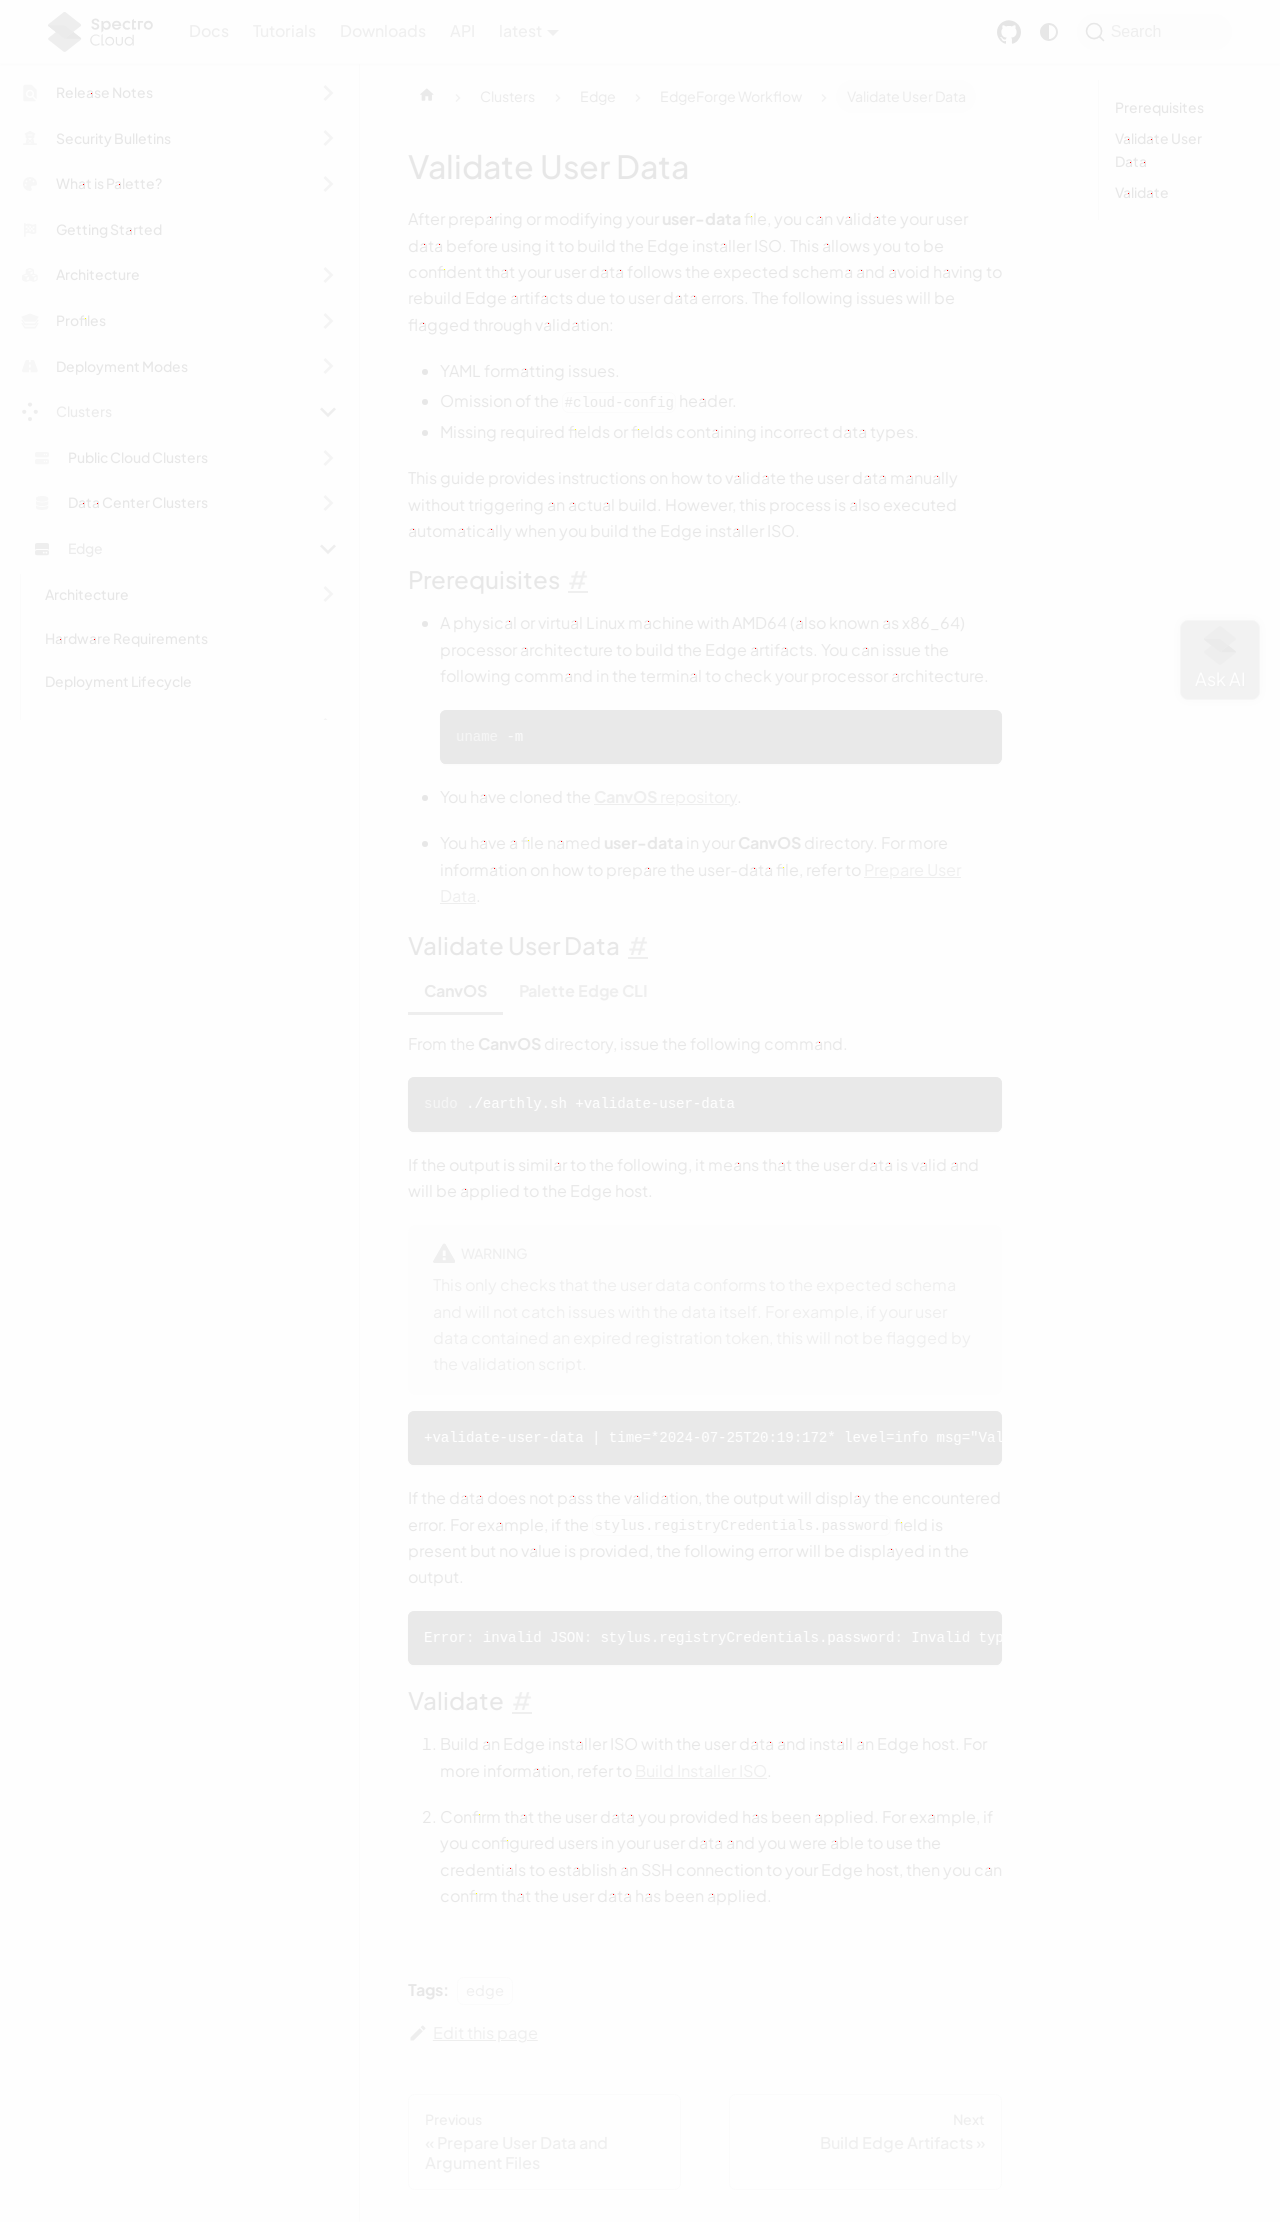 Spectro Cloud
Docs
Tutorials
Downloads
API
latest
Search
Release Notes
Security Bulletins
What is Palette?
Getting Started
Architecture
Profiles
Deployment Modes
Clusters
Public Cloud Clusters
Data Center Clusters
Edge
Architecture
Hardware Requirements
Deployment Lifecycle
Clusters
Edge
EdgeForge Workflow
Validate User Data
Validate User Data
After preparing or modifying your user-data file, you can validate your user
data before using it to build the Edge installer ISO. This allows you to be
confident that your user data follows the expected schema and avoid having to
rebuild Edge artifacts due to user data errors. The following issues will be
flagged through validation:
YAML formatting issues.
Omission of the #cloud-config header.
Missing required fields or fields containing incorrect data types.
This guide provides instructions on how to validate the user data manually
without triggering an actual build. However, this process is also executed
automatically when you build the Edge installer ISO.
Prerequisites #
A physical or virtual Linux machine with AMD64 (also known as x86_64)
processor architecture to build the Edge artifacts. You can issue the
following command in the terminal to check your processor architecture.
uname -m
You have cloned the CanvOS repository.
You have a file named user-data in your CanvOS directory. For more
information on how to prepare the user-data file, refer to Prepare User
Data.
Validate User Data #
CanvOS
Palette Edge CLI
From the CanvOS directory, issue the following command.
sudo ./earthly.sh +validate-user-data
If the output is similar to the following, it means that the user data is valid and
will be applied to the Edge host.
WARNING
This only checks that the user data conforms to the expected schema
and will not catch issues with the data itself. For example, if your user
data contained an expired registration token, this will not be flagged by
the validation script.
+validate-user-data | time=*2024-07-25T20:19:172* level=info msg="Val
If the data does not pass the validation, the output will display the encountered
error. For example, if the stylus.registryCredentials.password field is
present but no value is provided, the following error will be displayed in the
output.
Error: invalid JSON: stylus.registryCredentials.password: Invalid typ
Validate #
1. Build an Edge installer ISO with the user data and install an Edge host. For
more information, refer to Build Installer ISO.
2. Confirm that the user data you provided has been applied. For example, if
you configured users in your user data and you were able to use the
credentials to establish an SSH connection to your Edge host, then you can
confirm that the user data has been applied.
Tags: edge
Edit this page
Previous
« Prepare User Data and
Argument Files
Next
Build Edge Artifacts »
Prerequisites
Validate User
Data
Validate
Ask AI